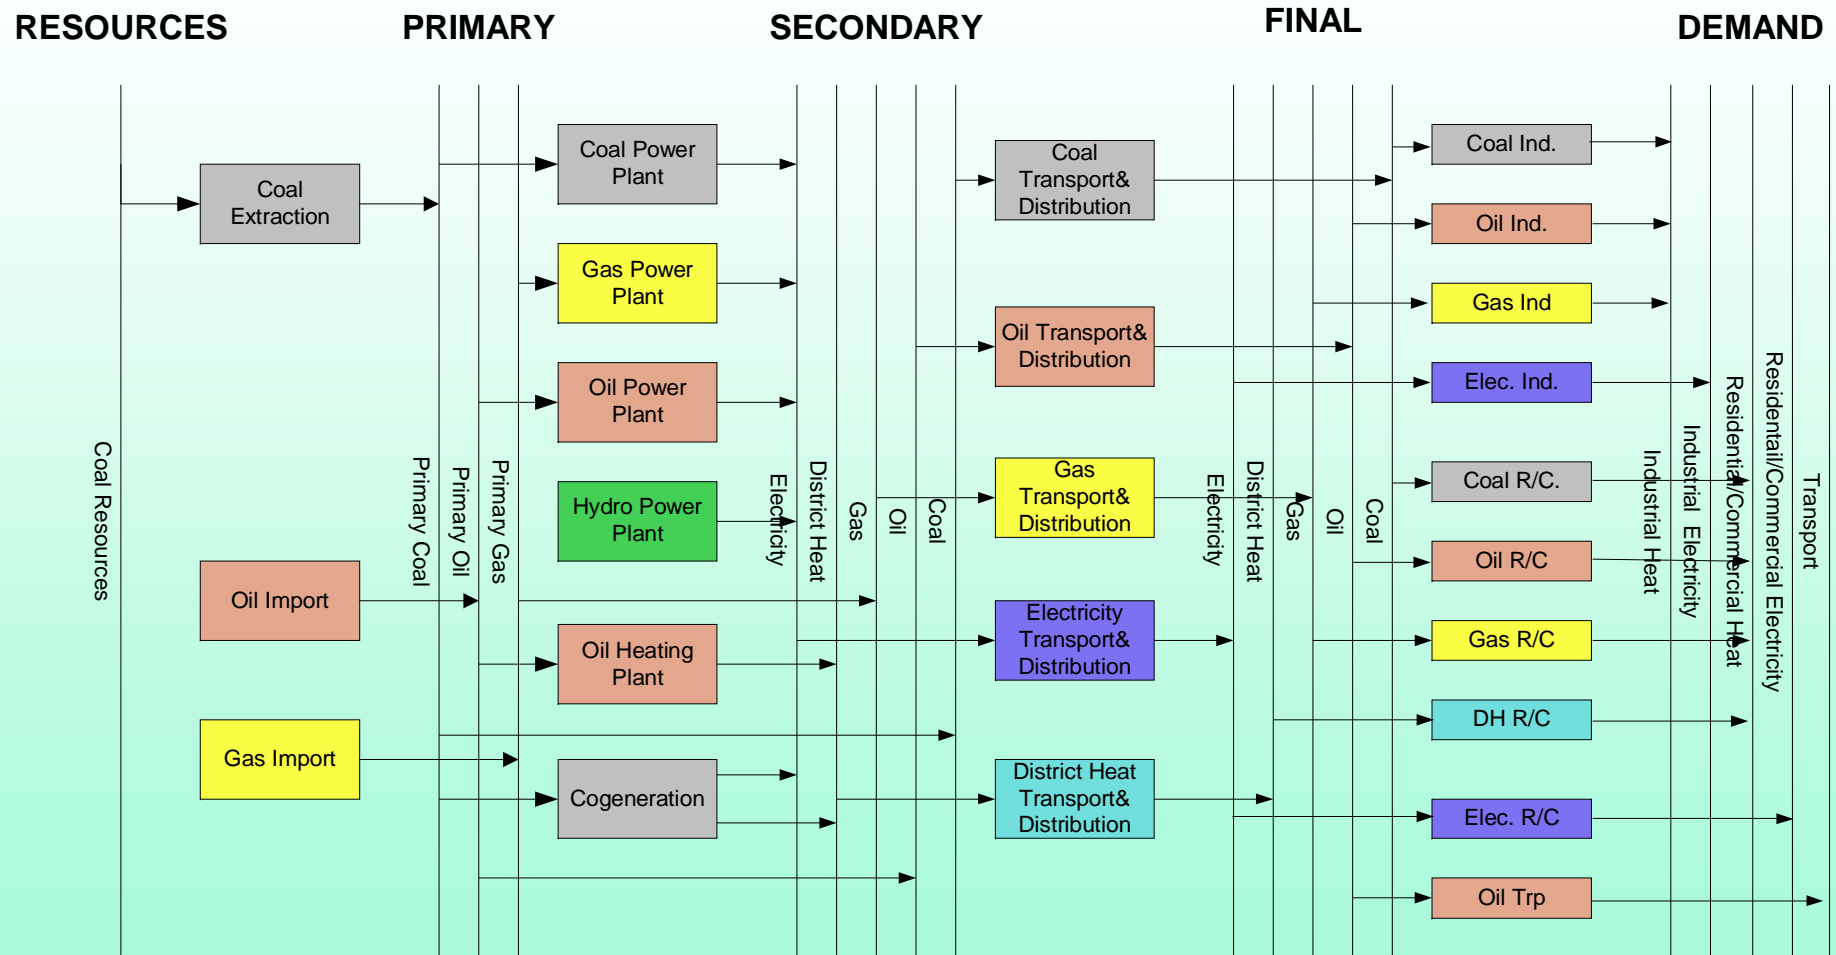 RESOURCES
PRIMARY
SECONDARY
FINAL
DEMAND
Coal Resources
Coal
Extraction
Oil Import
Gas Import
Primary Coal
Primary Oil
Primary Gas
Coal Power
Plant
Gas Power
Plant
Oil Power
Plant
Hydro Power
Plant
Oil Heating
Plant
Cogeneration
Electricity
District Heat
Gas
Oil
Coal
Coal
Transport&
Distribution
Oil Transport&
Distribution
Gas
Transport&
Distribution
Electricity
Transport&
Distribution
District Heat
Transport&
Distribution
Electricity
District Heat
Gas
Oil
Coal
Coal Ind.
Oil Ind.
Gas Ind
Elec. Ind.
Coal R/C.
Oil R/C
Gas R/C
DH R/C
Elec. R/C
Oil Trp
Industrial Heat
Industrial Electricity
Residential/Commercial Heat
Residentail/Commercial Electricity
Transport